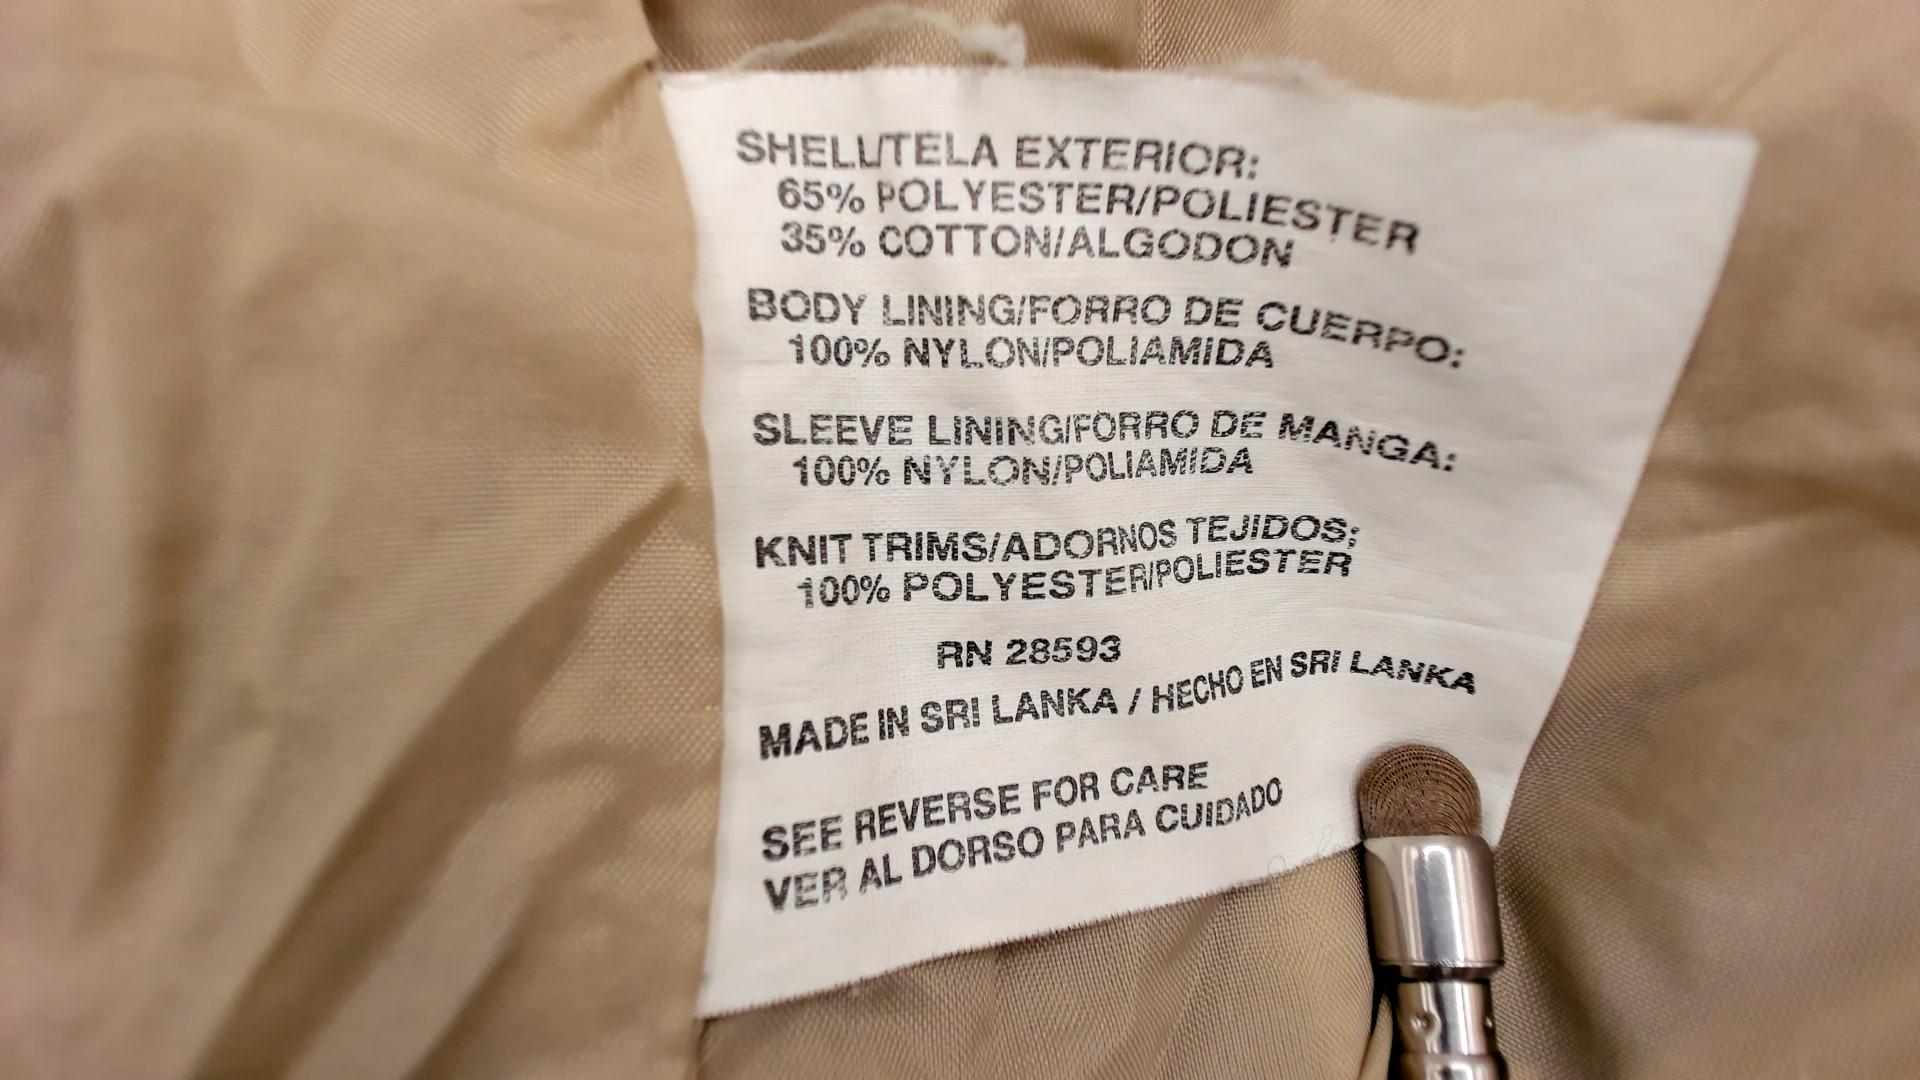 SHELL/TELA EXTERIOR:
65% POLYESTER/POLIESTER
35% COTTON/ALGODON
BODY LINING/FORRO DE CUERPO:
100% NYLON/POLIAMIDA
SLEEVE LINING/FORRO DE MANGA:
100% NYLON/POLIAMIDA
KNIT TRIMS/ADORNOS TEJIDOS:
100% POLYESTER/POLIESTER
RN 28593
MADE IN SRI LANKA / HECHO EN SRI LANKA
SEE REVERSE FOR CARE
VER AL DORSO PARA CUIDADO